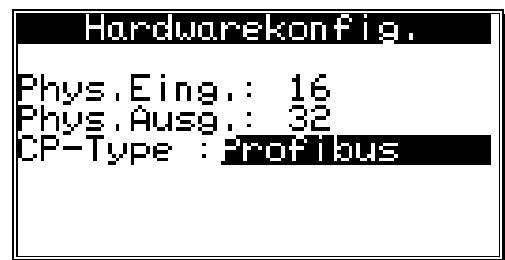 Hardwarekonfig.
Phys.Eing.: 16
Phys.Ausg.: 32
CP-Type :Profibus